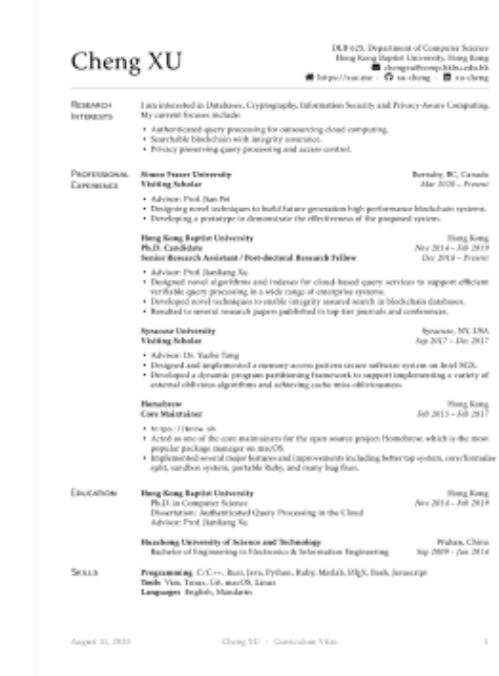 Cheng XU
DLB 625, Department of Computer Science
Hong Kong Baptist University, Hong Kong
chengxu@comp.hkbu.edu.hk
https://xuc.me · xu-cheng · xu-cheng
RESEARCH INTERESTS
I am interested in Databases, Cryptography, Information Security and Privacy-Aware Computing.
My current focuses include:
• Authenticated query processing for outsourcing cloud computing.
• Searchable blockchain with integrity assurance.
• Privacy preserving query processing and access control.
PROFESSIONAL EXPERIENCE
Simon Fraser University Burnaby, BC, Canada
Visiting Scholar Mar 2020 – Present
• Advisor: Prof. Jian Pei
• Designing novel techniques to build future generation high performance blockchain systems.
• Developing a prototype to demonstrate the effectiveness of the proposed system.
Hong Kong Baptist University Hong Kong
Ph.D. Candidate Nov 2014 – Feb 2019
Senior Research Assistant / Post-doctoral Research Fellow Dec 2018 – Present
• Advisor: Prof. Jianliang Xu
• Designed novel algorithms and indexes for cloud-based query services to support efficient
verifiable query processing in a wide range of enterprise systems.
• Developed novel techniques to enable integrity assured search in blockchain databases.
• Resulted to several research papers published in top-tier journals and conferences.
Syracuse University Syracuse, NY, USA
Visiting Scholar Sep 2017 – Dec 2017
• Advisor: Dr. Yuzhe Tang
• Designed and implemented a memory-access pattern secure software system on Intel SGX.
• Developed a dynamic program partitioning framework to support implementing a variety of
external oblivious algorithms and achieving cache-miss obliviousness.
Homebrew Hong Kong
Core Maintainer Feb 2015 – Feb 2017
• https://brew.sh
• Acted as one of the core maintainers for the open source project Homebrew, which is the most
popular package manager on macOS.
• Implemented several major features and improvements including better tap system, core/formulae
split, sandbox system, portable Ruby, and many bug fixes.
EDUCATION
Hong Kong Baptist University Hong Kong
Ph.D. in Computer Science Nov 2014 – Feb 2019
Dissertation: Authenticated Query Processing in the Cloud
Advisor: Prof. Jianliang Xu
Huazhong University of Science and Technology Wuhan, China
Bachelor of Engineering in Electronics & Information Engineering Sep 2009 – Jun 2014
SKILLS
Programming C/C++, Rust, Java, Python, Ruby, Matlab, LaTeX, Bash, Javascript
Tools Vim, Tmux, Git, macOS, Linux
Languages English, Mandarin
August 31, 2020 Cheng XU · Curriculum Vitae 1